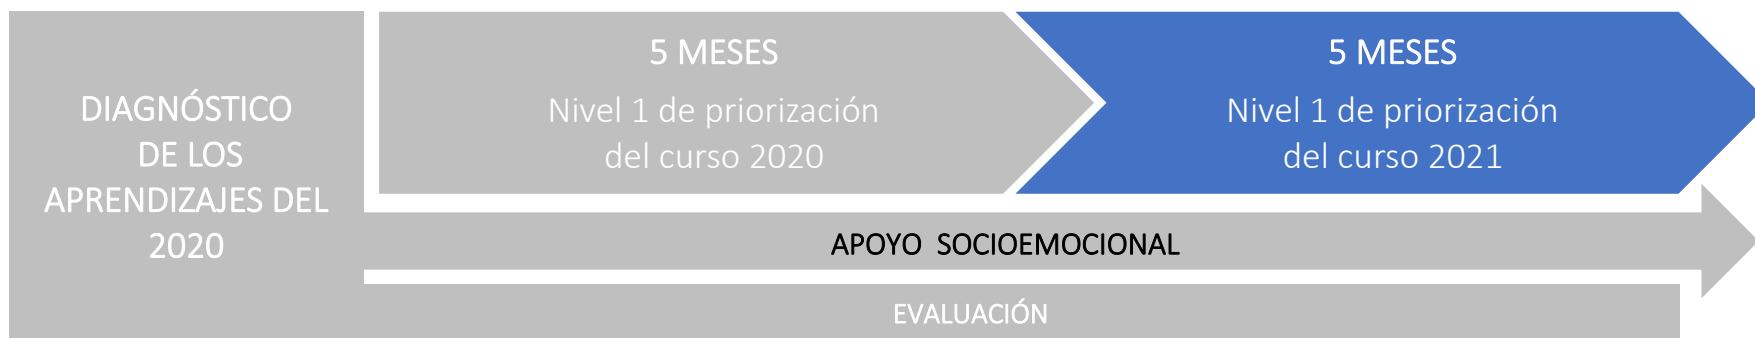 DIAGNÓSTICO
DE LOS
APRENDIZAJES DEL
2020
5 MESES
Nivel 1 de priorización
del curso 2020
5 MESES
Nivel 1 de priorización
del curso 2021
APOYO SOCIOEMOCIONAL
EVALUACIÓN